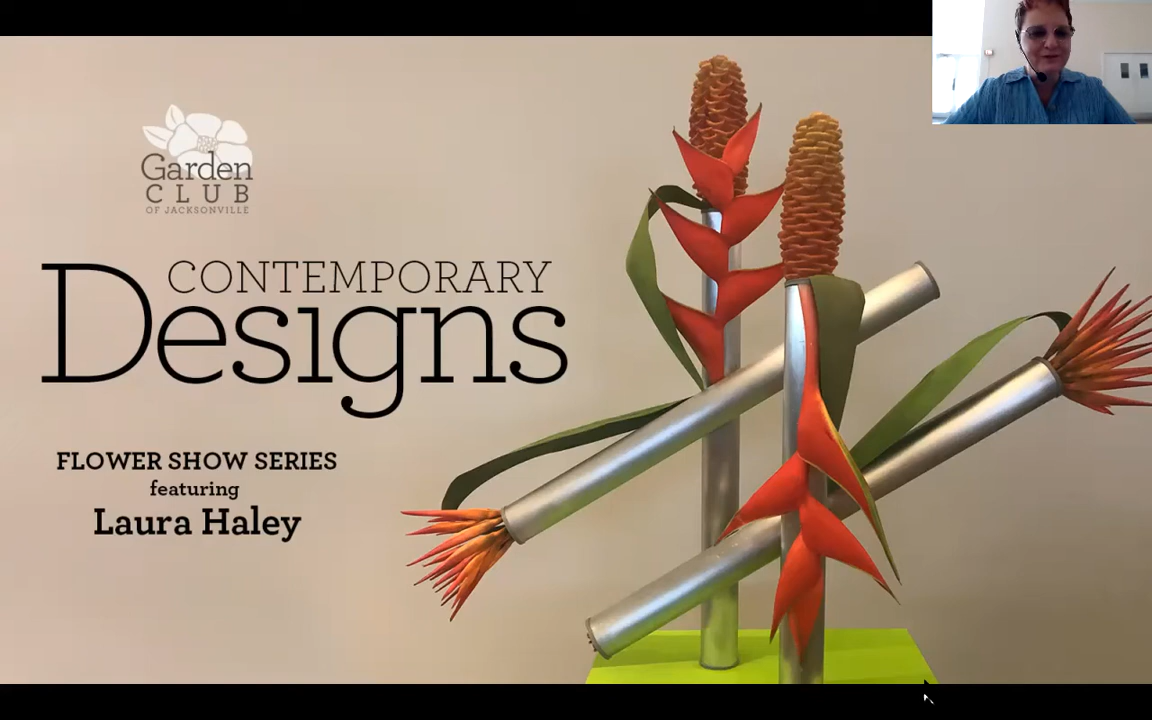 Garden
CLUB
OF JACKSONVILLE
CONTEMPORARY
Designs
FLOWER SHOW SERIES
featuring
Laura Haley